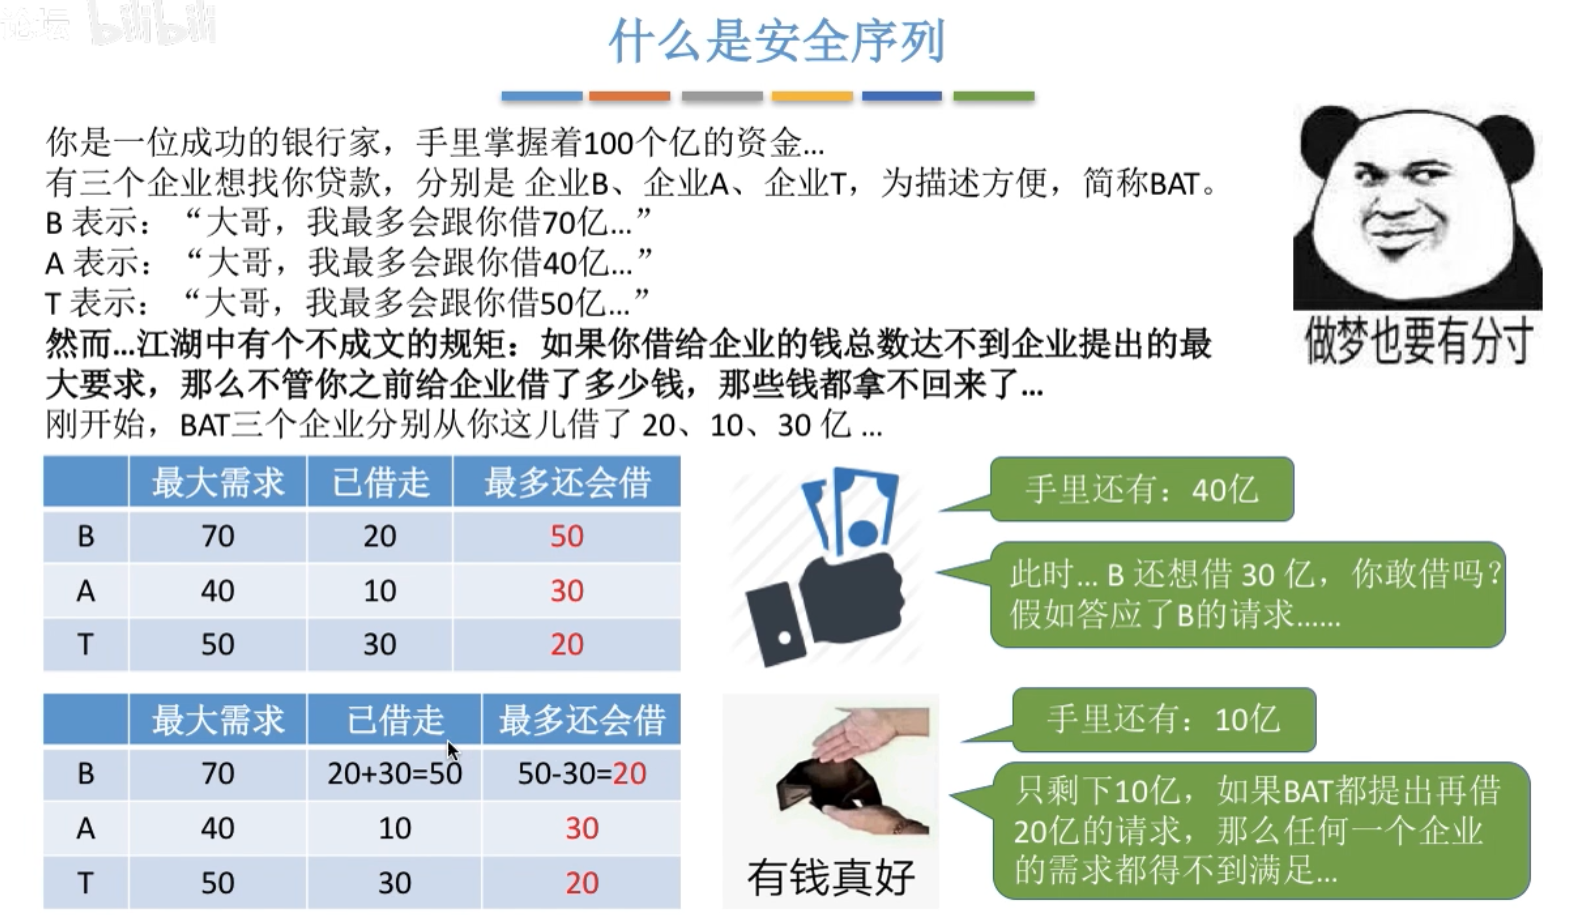 论坛 bilibili
什么是安全序列
你是一位成功的银行家，手里掌握着100个亿的资金...
有三个企业想找你贷款，分别是 企业B、企业A、企业T，为描述方便，简称BAT。
B 表示：“大哥，我最多会跟你借70亿...”
A 表示：“大哥，我最多会跟你借40亿...”
T 表示：“大哥，我最多会跟你借50亿...”
然而...江湖中有个不成文的规矩：如果你借给企业的钱总数达不到企业提出的最
大要求，那么不管你之前给企业借了多少钱，那些钱都拿不回来了...
刚开始，BAT三个企业分别从你这儿借了 20、10、30 亿 ...
做梦也要有分寸
最大需求 已借走 最多还会借
B 70 20 50
A 40 10 30
T 50 30 20
手里还有：40亿
此时... B 还想借 30 亿，你敢借吗？
假如答应了B的请求......
最大需求 已借走 最多还会借
B 70 20+30=50 50-30=20
A 40 10 30
T 50 30 20
有钱真好
手里还有：10亿
只剩下10亿，如果BAT都提出再借
20亿的请求，那么任何一个企业
的需求都得不到满足...